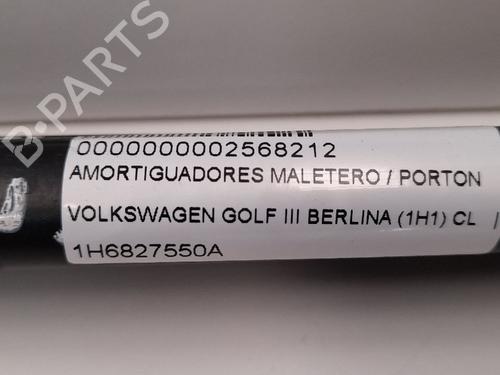 B-PARTS
0000000002568212
AMORTIGUADORES MALETERO / PORTON
VOLKSWAGEN GOLF III BERLINA (1H1) CL
1H6827550A